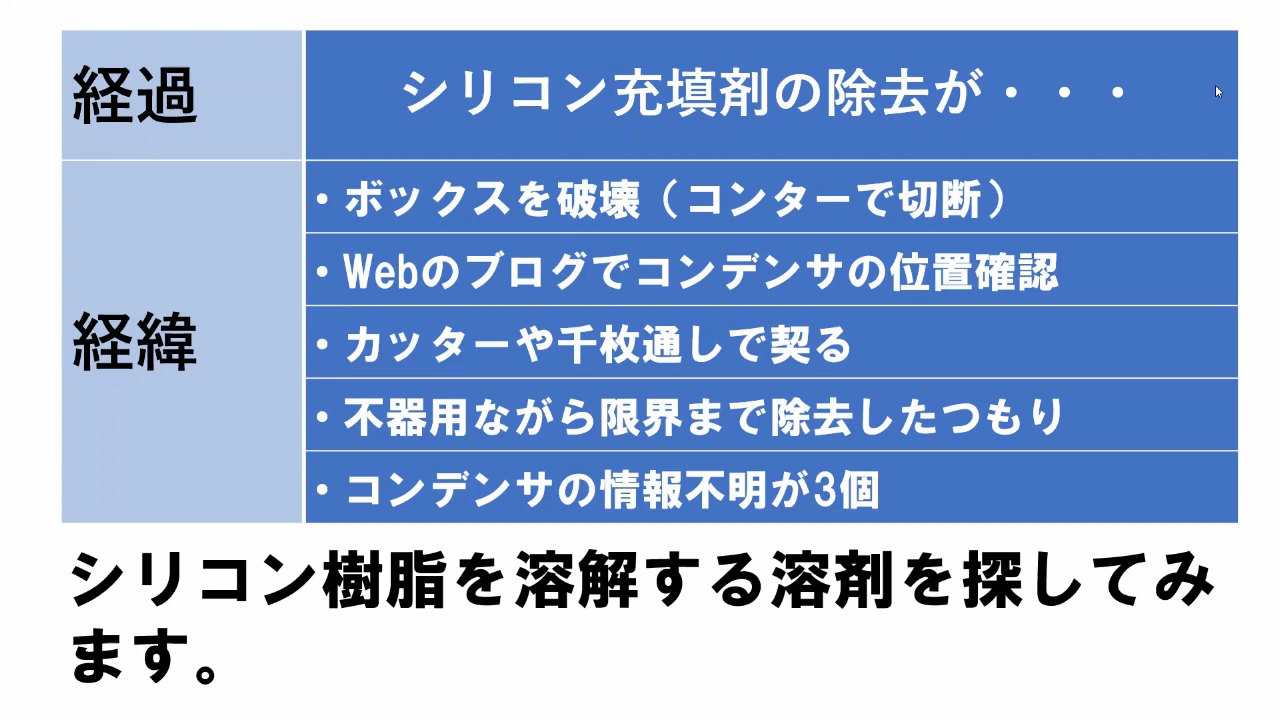 経過
シリコン充填剤の除去が・・・
経緯
・ボックスを破壊（コンターで切断）
・Webのブログでコンデンサの位置確認
・カッターや千枚通しで契る
・不器用ながら限界まで除去したつもり
・コンデンサの情報不明が3個
シリコン樹脂を溶解する溶剤を探してみ
ます。